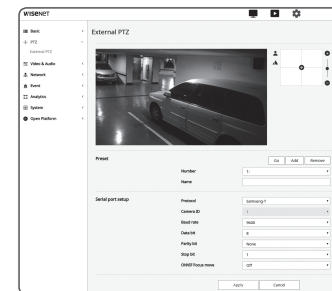 WISENET
Basic
PTZ
External PTZ
Video & Audio
Network
Event
Analytics
System
Open Platform
External PTZ
Preset
Go Add Remove
Number 1
Name
Serial port setup
Protocol Samsung-T
Camera ID 1
Baud rate 9600
Data bit 8
Parity bit None
Stop bit 1
ONVIF Focus move Off
Apply Cancel